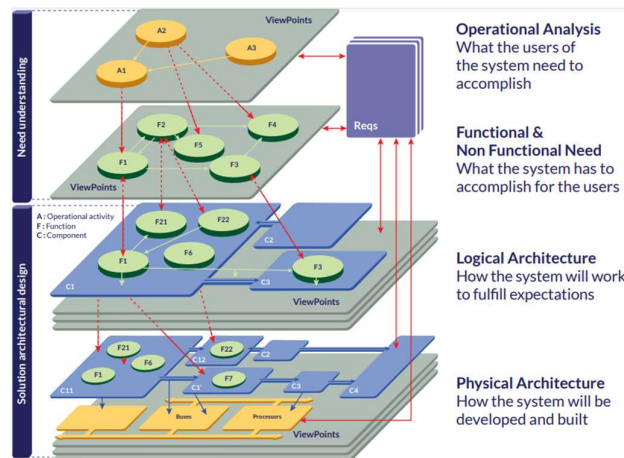 Need understanding
ViewPoints
A2
A3
A1
Reqs
Operational Analysis
What the users of
the system need to
accomplish
F2
F4
F5
F1
F3
ViewPoints
Functional &
Non Functional Need
What the system has to
accomplish for the users
Solution architectural design
A : Operational activity
F : Function
C : Component
F21
F22
C2
F1
F6
F3
C1
C3
ViewPoints
Logical Architecture
How the system will work
to fulfill expectations
F21
F6
F1
C11
F22
C12
C2
F7
C1'
C3
C4
Buses
Processors
ViewPoints
Physical Architecture
How the system will be
developed and built